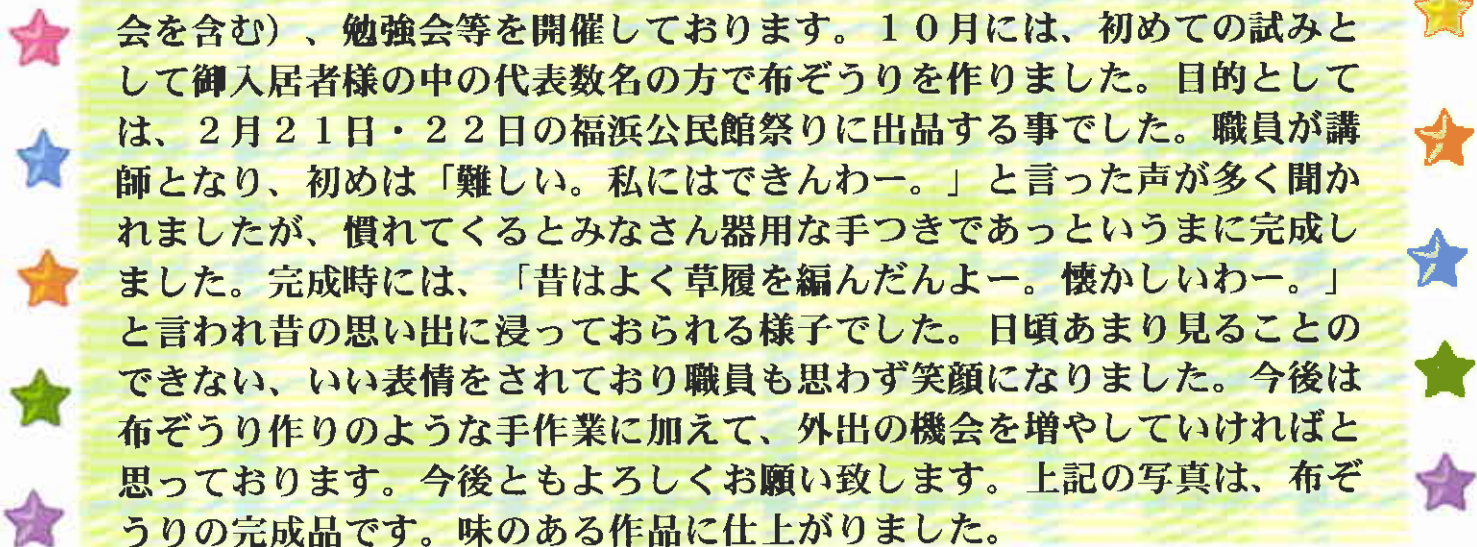 会を含む）、勉強会等を開催しております。１０月には、初めての試みと
して御入居者様の中の代表数名の方で布ぞうりを作りました。目的として
は、２月２１日・２２日の福浜公民館祭りに出品する事でした。職員が講
師となり、初めは「難しい。私にはできんわー。」と言った声が多く聞か
れましたが、慣れてくるとみなさん器用な手つきであっというまに完成し
ました。完成時には、「昔はよく草履を編んだんよー。懐かしいわー。」
と言われ昔の思い出に浸っておられる様子でした。日頃あまり見ることの
できない、いい表情をされており職員も思わず笑顔になりました。今後は
布ぞうり作りのような手作業に加えて、外出の機会を増やしていければと
思っております。今後ともよろしくお願い致します。上記の写真は、布ぞ
うりの完成品です。味のある作品に仕上がりました。